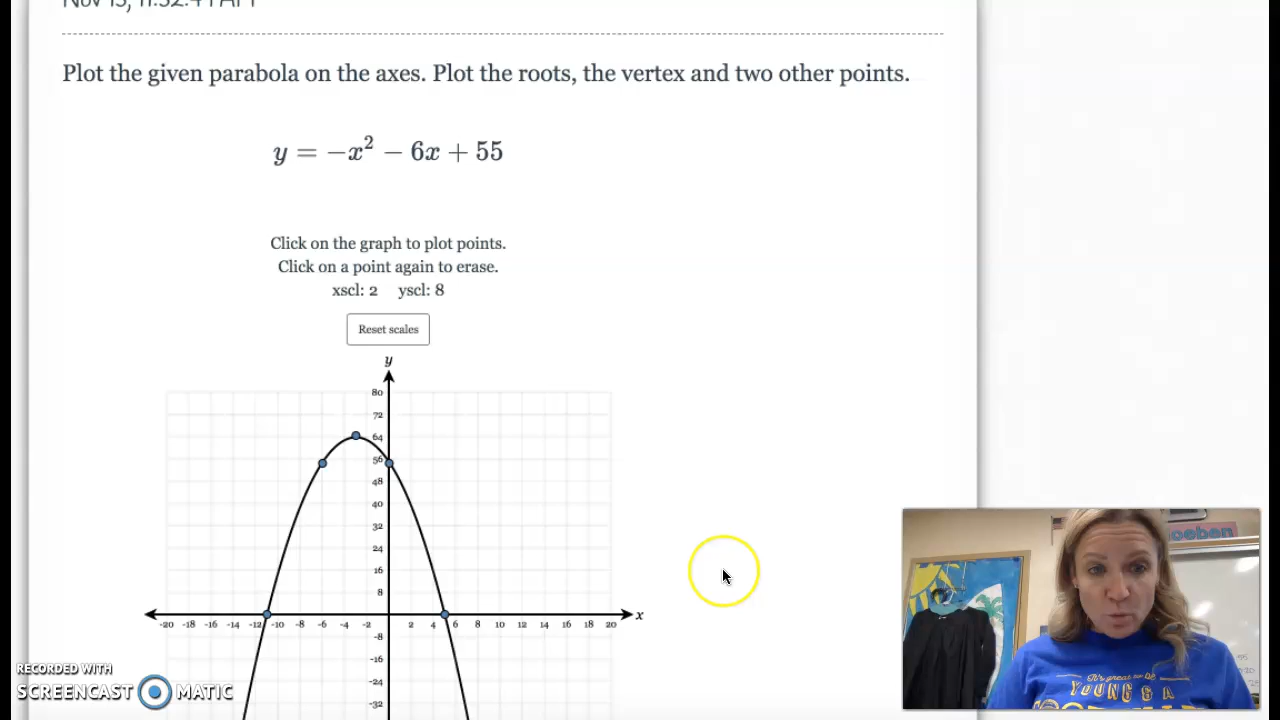 Plot the given parabola on the axes. Plot the roots, the vertex and two other points.
y = −x² − 6x + 55
Click on the graph to plot points.
Click on a point again to erase.
xscl: 2 yscl: 8
Reset scales
y
80
72
64
56
48
40
32
24
16
8
-20 -18 -16 -14 -12 -10 -8 -6 -4 -2 2 4 6 8 10 12 14 16 18 20 x
-8
-16
-24
-32
RECORDED WITH
SCREENCAST MATIC
YOUNG & A